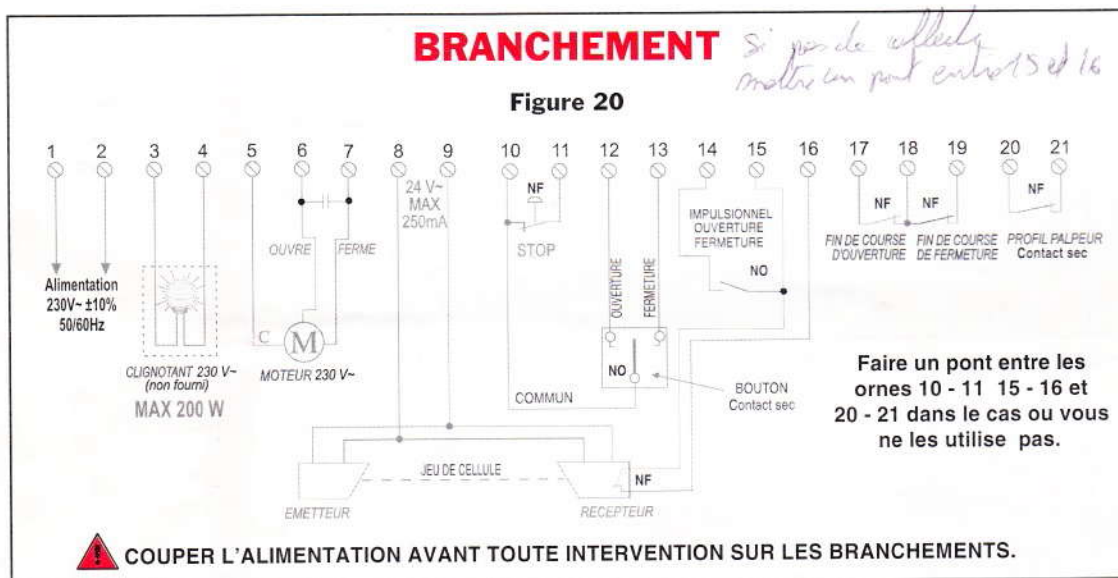 BRANCHEMENT
Si pas de
mettre un pont entre 15 et 16
Figure 20
1 2 3 4 5 6 7 8 9 10 11 12 13 14 15 16 17 18 19 20 21
24 V~
MAX
250mA
NF
STOP
OUVRE
FERME
OUVERTURE
FERMETURE
IMPULSIONNEL
OUVERTURE
FERMETURE
NO
NF
NF
FIN DE COURSE
D'OUVERTURE
FIN DE COURSE
DE FERMETURE
NF
PROFIL PALPEUR
Contact sec
Alimentation
230V~ ±10%
50/60Hz
CLIGNOTANT 230 V~
(non fourni)
MAX 200 W
C
M
MOTEUR 230 V~
NO
COMMUN
BOUTON
Contact sec
Faire un pont entre les
ornes 10 - 11 15 - 16 et
20 - 21 dans le cas ou vous
ne les utilise pas.
JEU DE CELLULE
NF
EMETTEUR
RECEPTEUR
! COUPER L'ALIMENTATION AVANT TOUTE INTERVENTION SUR LES BRANCHEMENTS.